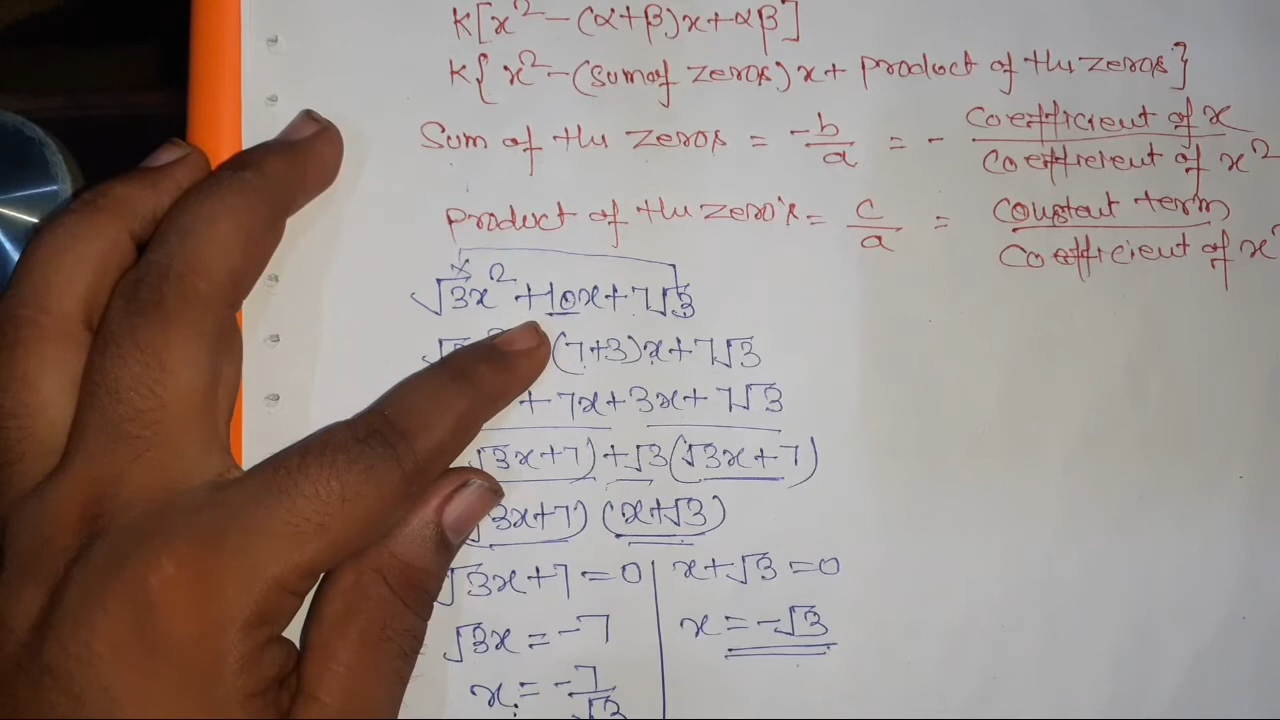 K[x²-(α+β)x+αβ]
K{x²-(sum of zeros)x+ product of the zeros}
Sum of the zeros = -b/a = - coefficient of x / coefficient of x²
product of the zero's = c/a = constant term / coefficient of x²
√3x²+10x+7√3
(7+3)x+7√3
+7x+3x+7√3
√3x+7)+√3(√3x+7)
√3x+7)(x+√3)
√3x+7=0 x+√3=0
√3x=-7 x=-√3
x=-7/√3